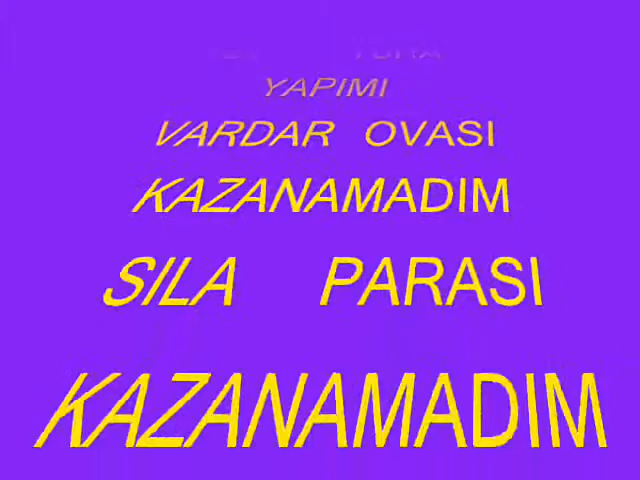 YAPIMI
VARDAR OVASI
KAZANAMADIM
SILA PARASI
KAZANAMADIM